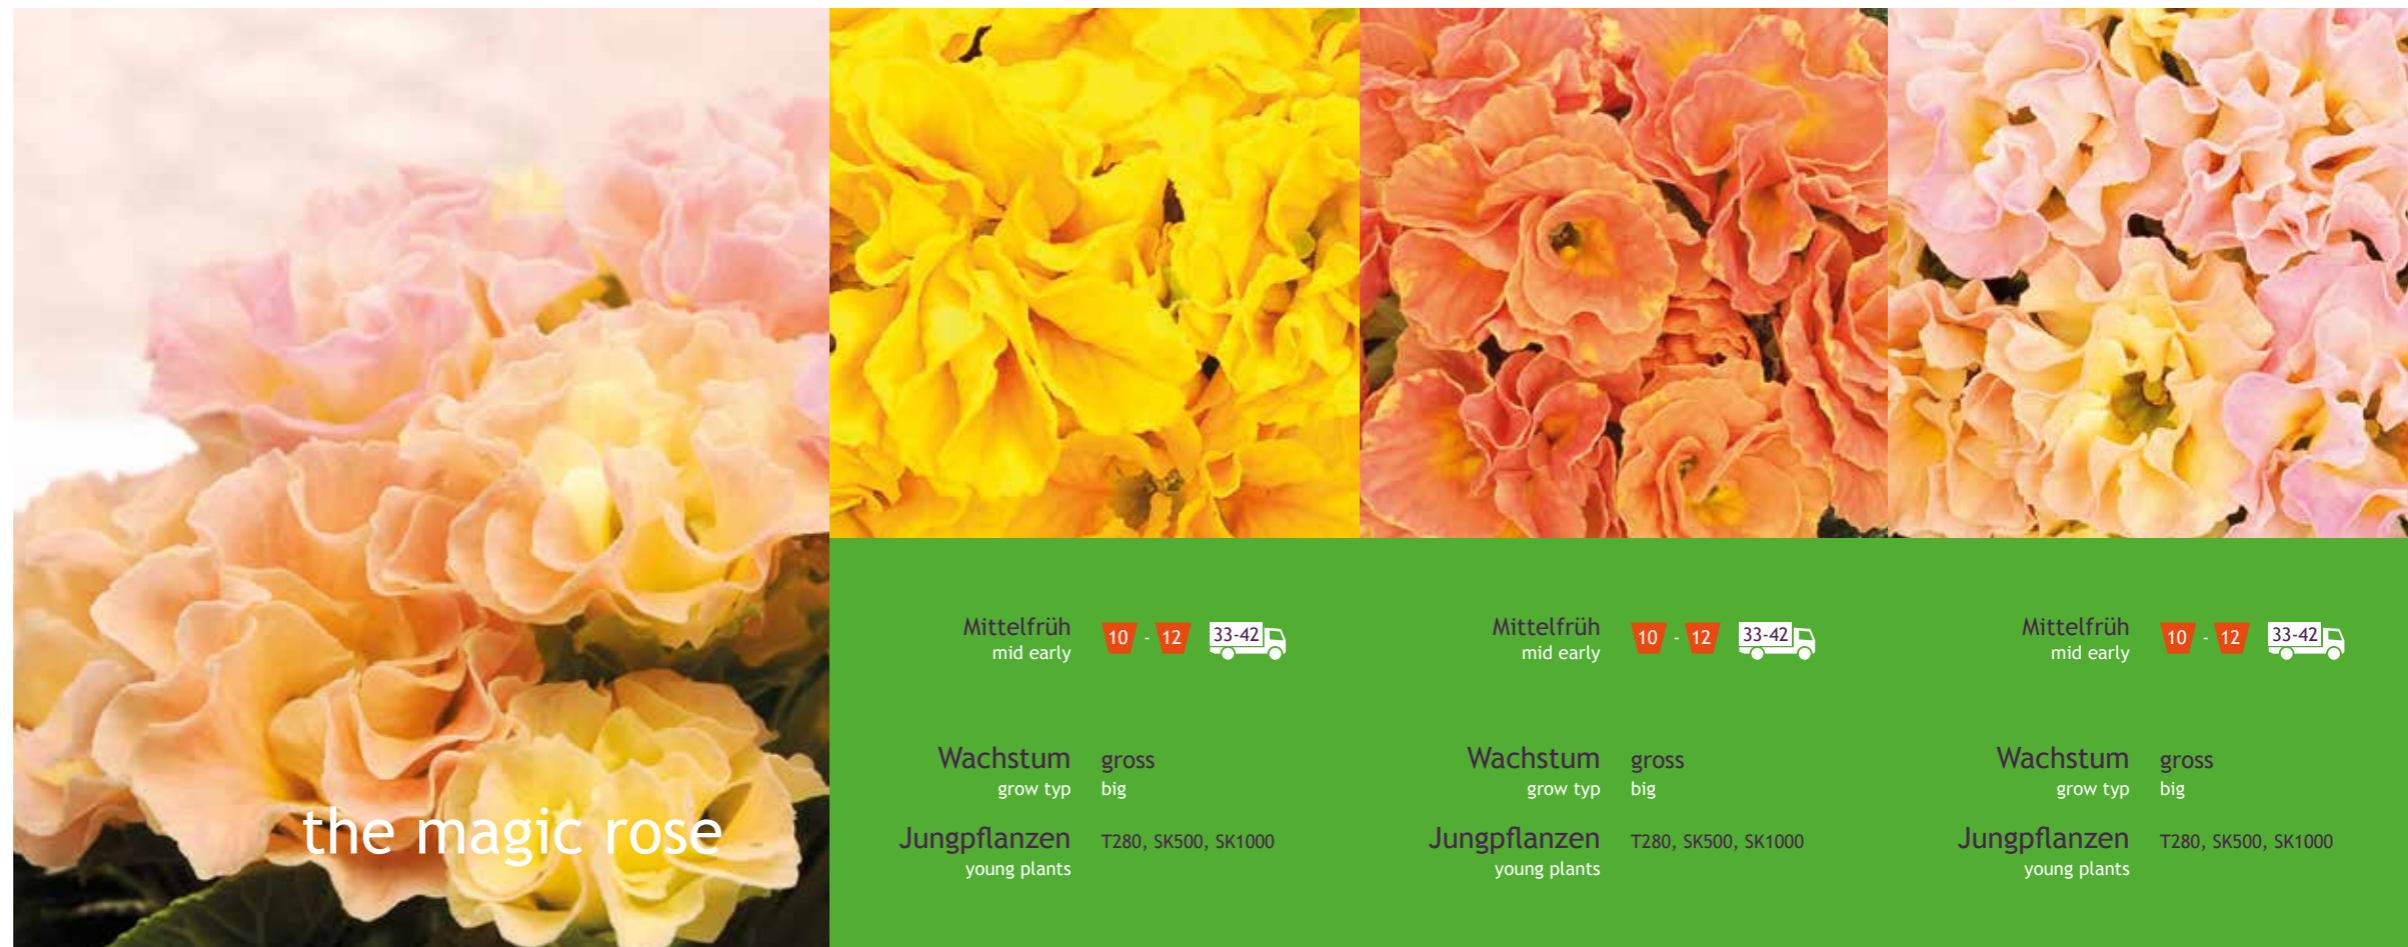 the magic rose
Mittelfrüh 10 - 12 33-42
mid early
Wachstum gross
grow typ big
Jungpflanzen T280, SK500, SK1000
young plants
Mittelfrüh 10 - 12 33-42
mid early
Wachstum gross
grow typ big
Jungpflanzen T280, SK500, SK1000
young plants
Mittelfrüh 10 - 12 33-42
mid early
Wachstum gross
grow typ big
Jungpflanzen T280, SK500, SK1000
young plants